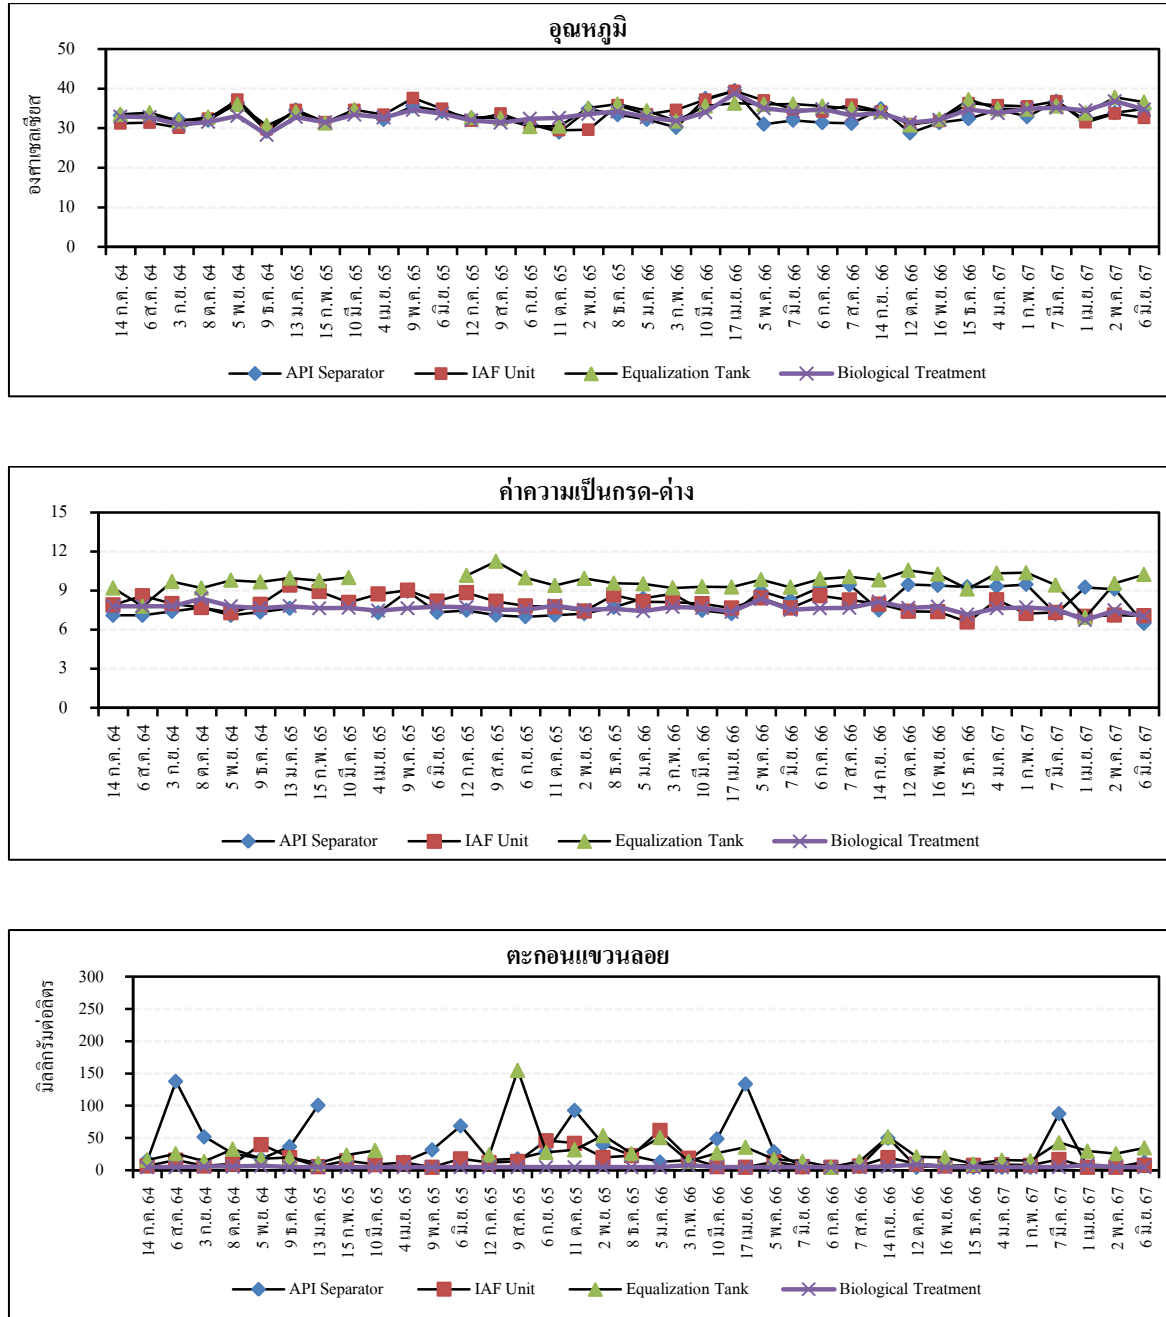 อุณหภูมิ
องศาเซลเซียส
50
40
30
20
10
0
14 ก.ค. 64
6 ส.ค. 64
3 ก.ย. 64
8 ต.ค. 64
5 พ.ย. 64
9 ธ.ค. 64
13 ม.ค. 65
15 ก.พ. 65
10 มี.ค. 65
4 เม.ย. 65
9 พ.ค. 65
6 มิ.ย. 65
12 ก.ค. 65
9 ส.ค. 65
6 ก.ย. 65
11 ต.ค. 65
2 พ.ย. 65
8 ธ.ค. 65
5 ม.ค. 66
3 ก.พ. 66
10 มี.ค. 66
17 เม.ย. 66
5 พ.ค. 66
7 มิ.ย. 66
6 ก.ค. 66
7 ส.ค. 66
14 ก.ย.. 66
12 ต.ค. 66
16 พ.ย. 66
15 ธ.ค. 66
4 ม.ค. 67
1 ก.พ. 67
7 มี.ค. 67
1 เม.ย. 67
2 พ.ค. 67
6 มิ.ย. 67
API Separator IAF Unit Equalization Tank Biological Treatment
ค่าความเป็นกรด-ด่าง
15
12
9
6
3
0
14 ก.ค. 64
6 ส.ค. 64
3 ก.ย. 64
8 ต.ค. 64
5 พ.ย. 64
9 ธ.ค. 64
13 ม.ค. 65
15 ก.พ. 65
10 มี.ค. 65
4 เม.ย. 65
9 พ.ค. 65
6 มิ.ย. 65
12 ก.ค. 65
9 ส.ค. 65
6 ก.ย. 65
11 ต.ค. 65
2 พ.ย. 65
8 ธ.ค. 65
5 ม.ค. 66
3 ก.พ. 66
10 มี.ค. 66
17 เม.ย. 66
5 พ.ค. 66
7 มิ.ย. 66
6 ก.ค. 66
7 ส.ค. 66
14 ก.ย.. 66
12 ต.ค. 66
16 พ.ย. 66
15 ธ.ค. 66
4 ม.ค. 67
1 ก.พ. 67
7 มี.ค. 67
1 เม.ย. 67
2 พ.ค. 67
6 มิ.ย. 67
API Separator IAF Unit Equalization Tank Biological Treatment
ตะกอนแขวนลอย
มิลลิกรัมต่อลิตร
300
250
200
150
100
50
0
14 ก.ค. 64
6 ส.ค. 64
3 ก.ย. 64
8 ต.ค. 64
5 พ.ย. 64
9 ธ.ค. 64
13 ม.ค. 65
15 ก.พ. 65
10 มี.ค. 65
4 เม.ย. 65
9 พ.ค. 65
6 มิ.ย. 65
12 ก.ค. 65
9 ส.ค. 65
6 ก.ย. 65
11 ต.ค. 65
2 พ.ย. 65
8 ธ.ค. 65
5 ม.ค. 66
3 ก.พ. 66
10 มี.ค. 66
17 เม.ย. 66
5 พ.ค. 66
7 มิ.ย. 66
6 ก.ค. 66
7 ส.ค. 66
14 ก.ย.. 66
12 ต.ค. 66
16 พ.ย. 66
15 ธ.ค. 66
4 ม.ค. 67
1 ก.พ. 67
7 มี.ค. 67
1 เม.ย. 67
2 พ.ค. 67
6 มิ.ย. 67
API Separator IAF Unit Equalization Tank Biological Treatment